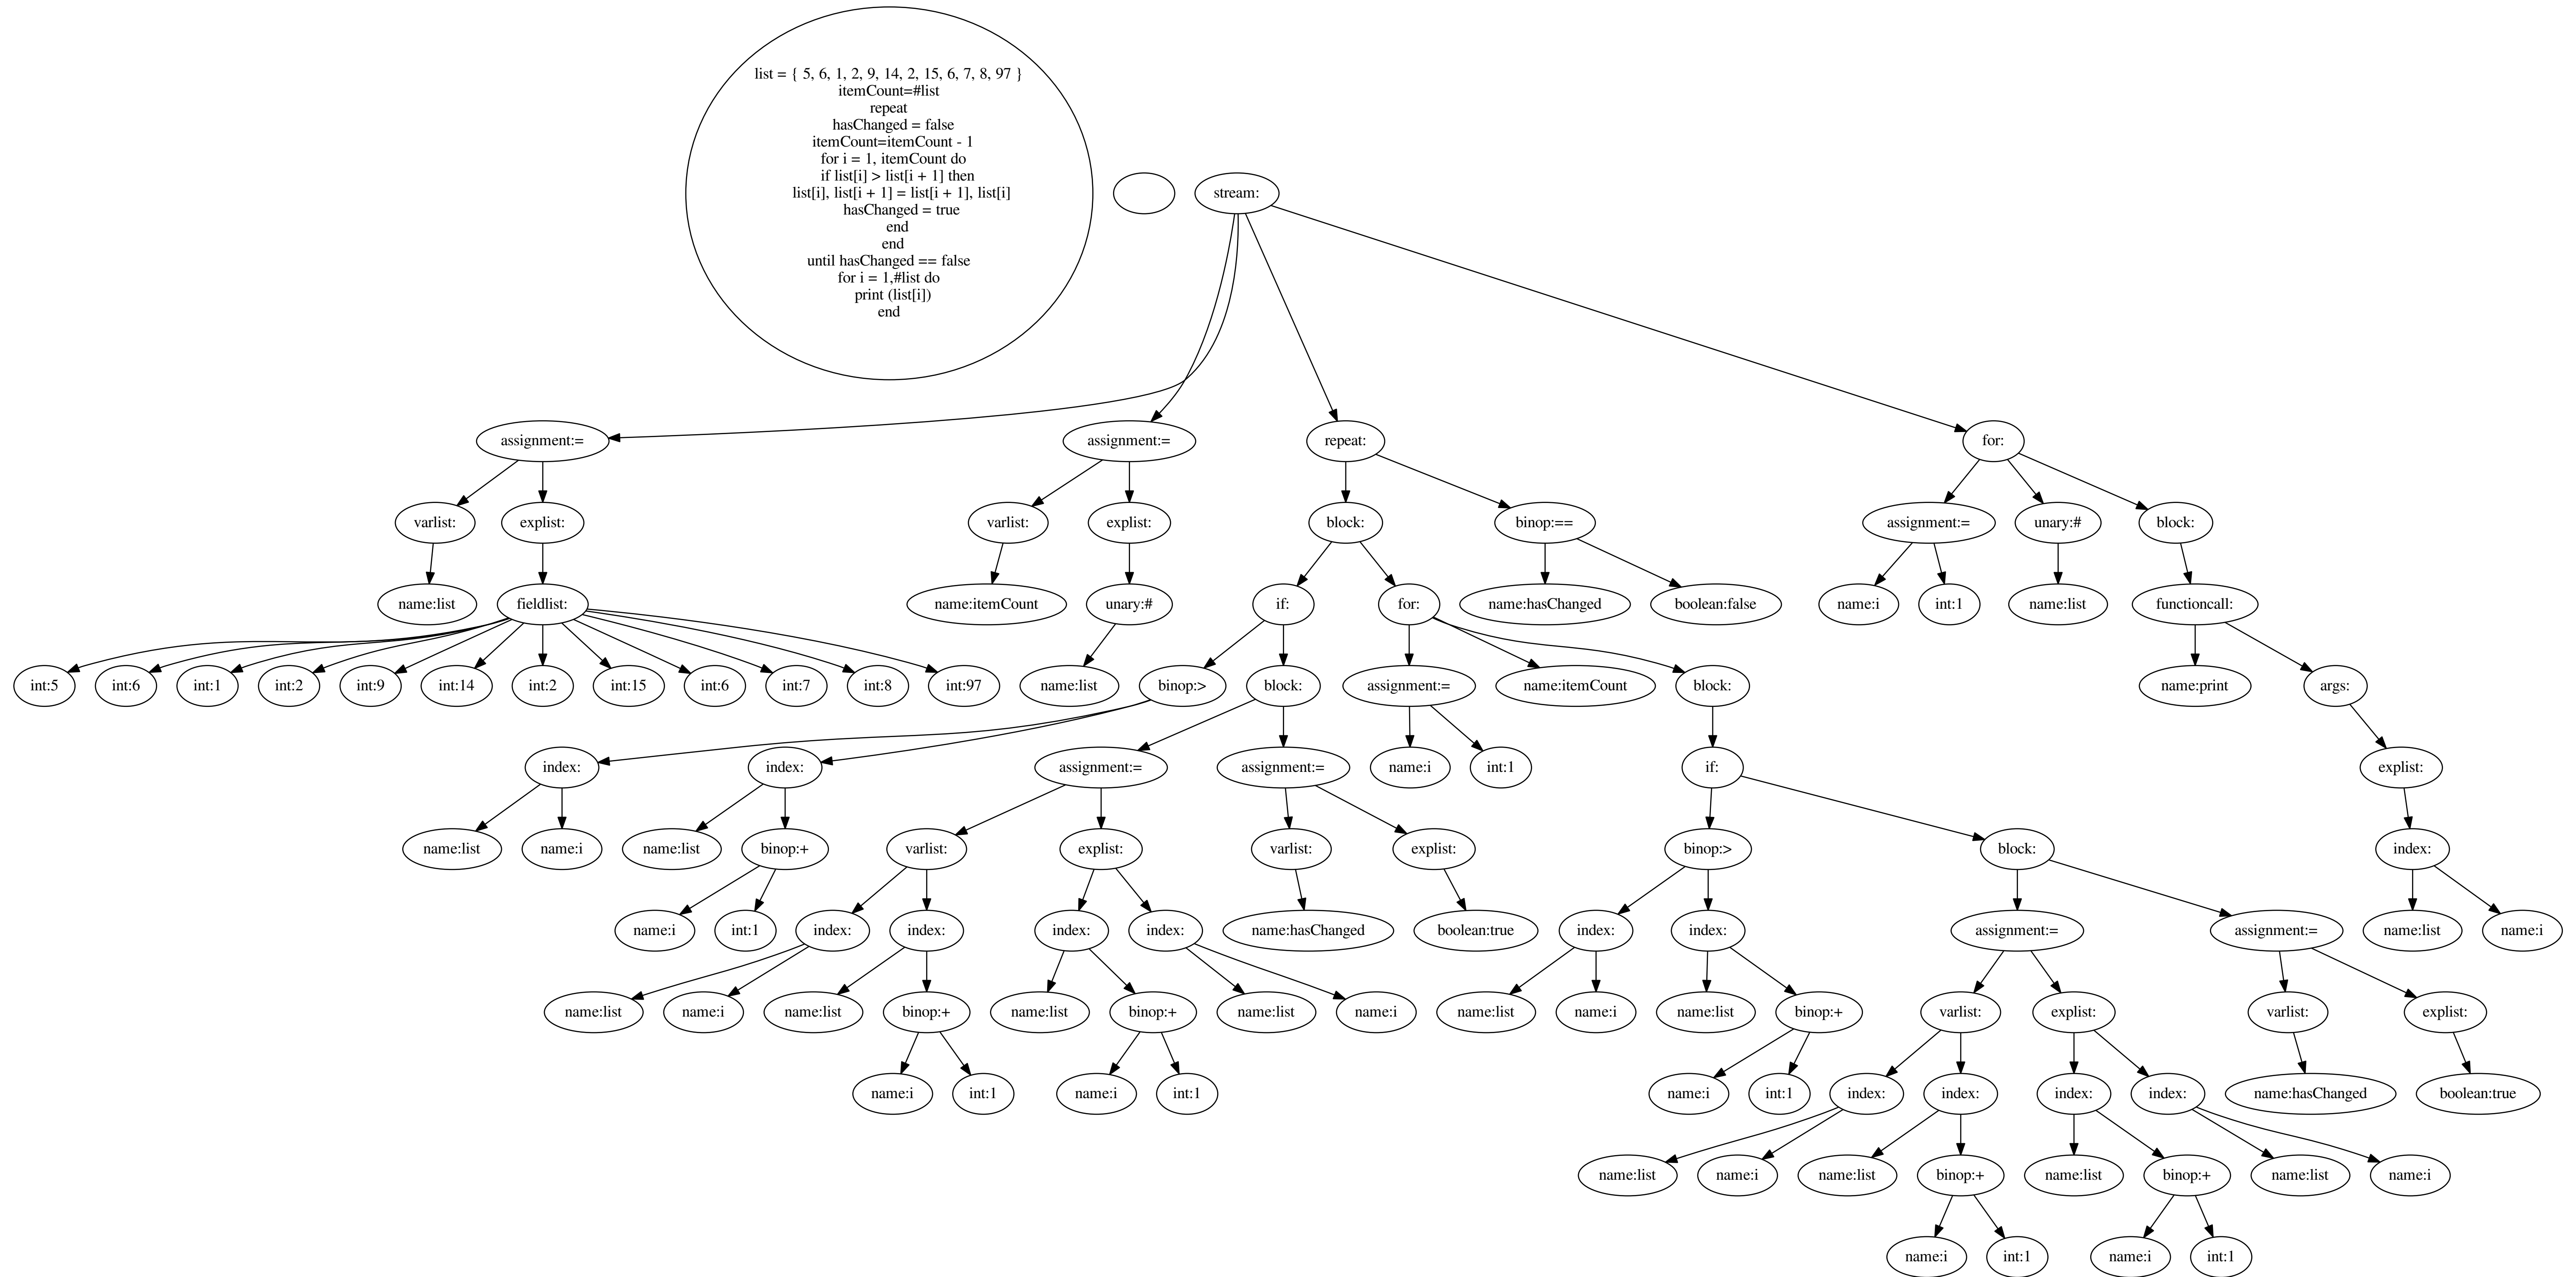 list = { 5, 6, 1, 2, 9, 14, 2, 15, 6, 7, 8, 97 }
itemCount=#list
repeat
hasChanged = false
itemCount=itemCount - 1
for i = 1, itemCount do
if list[i] > list[i + 1] then
list[i], list[i + 1] = list[i + 1], list[i]
hasChanged = true
end
end
until hasChanged == false
for i = 1,#list do
print (list[i])
end
stream:
assignment:=
assignment:=
repeat:
for:
varlist:
explist:
varlist:
explist:
block:
binop:==
assignment:=
unary:#
block:
name:list
fieldlist:
name:itemCount
unary:#
if:
for:
name:hasChanged
boolean:false
name:i
int:1
name:list
functioncall:
int:5
int:6
int:1
int:2
int:9
int:14
int:2
int:15
int:6
int:7
int:8
int:97
name:list
binop:>
block:
assignment:=
name:itemCount
block:
name:print
args:
index:
index:
assignment:=
assignment:=
name:i
int:1
if:
explist:
name:list
name:i
name:list
binop:+
varlist:
explist:
varlist:
explist:
binop:>
block:
index:
name:i
int:1
index:
index:
index:
index:
name:hasChanged
boolean:true
index:
index:
assignment:=
assignment:=
name:list
name:i
name:list
name:i
name:list
binop:+
name:list
binop:+
name:list
name:i
name:list
name:i
name:list
binop:+
varlist:
explist:
varlist:
explist:
name:i
int:1
name:i
int:1
name:i
int:1
index:
index:
index:
index:
name:hasChanged
boolean:true
name:list
name:i
name:list
binop:+
name:list
binop:+
name:list
name:i
name:i
int:1
name:i
int:1